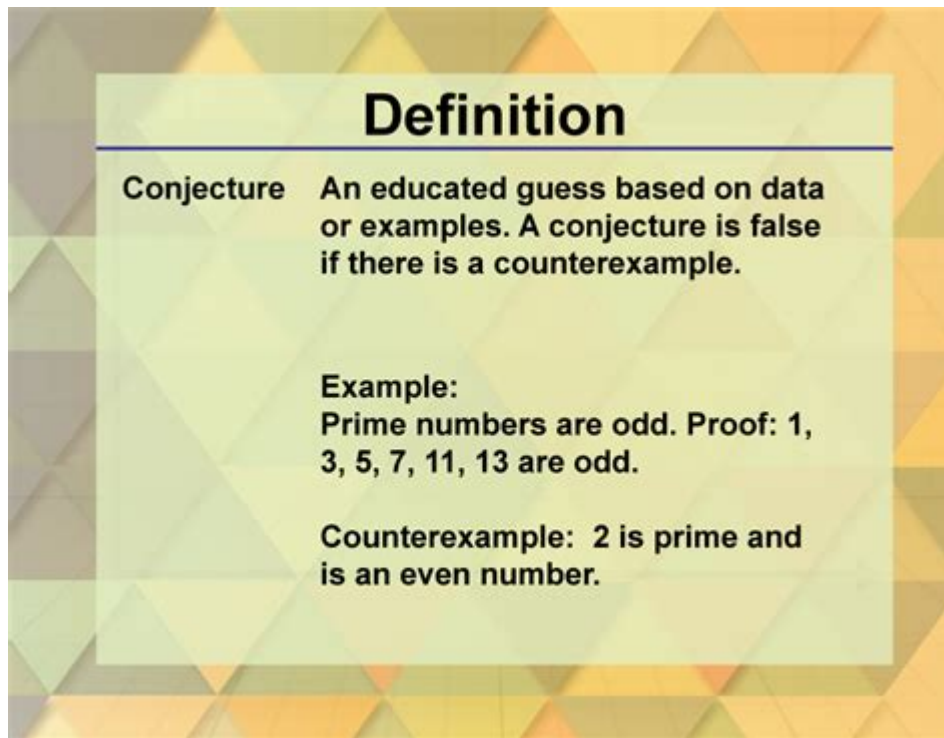 Definition
Conjecture An educated guess based on data
or examples. A conjecture is false
if there is a counterexample.
Example:
Prime numbers are odd. Proof: 1,
3, 5, 7, 11, 13 are odd.
Counterexample: 2 is prime and
is an even number.